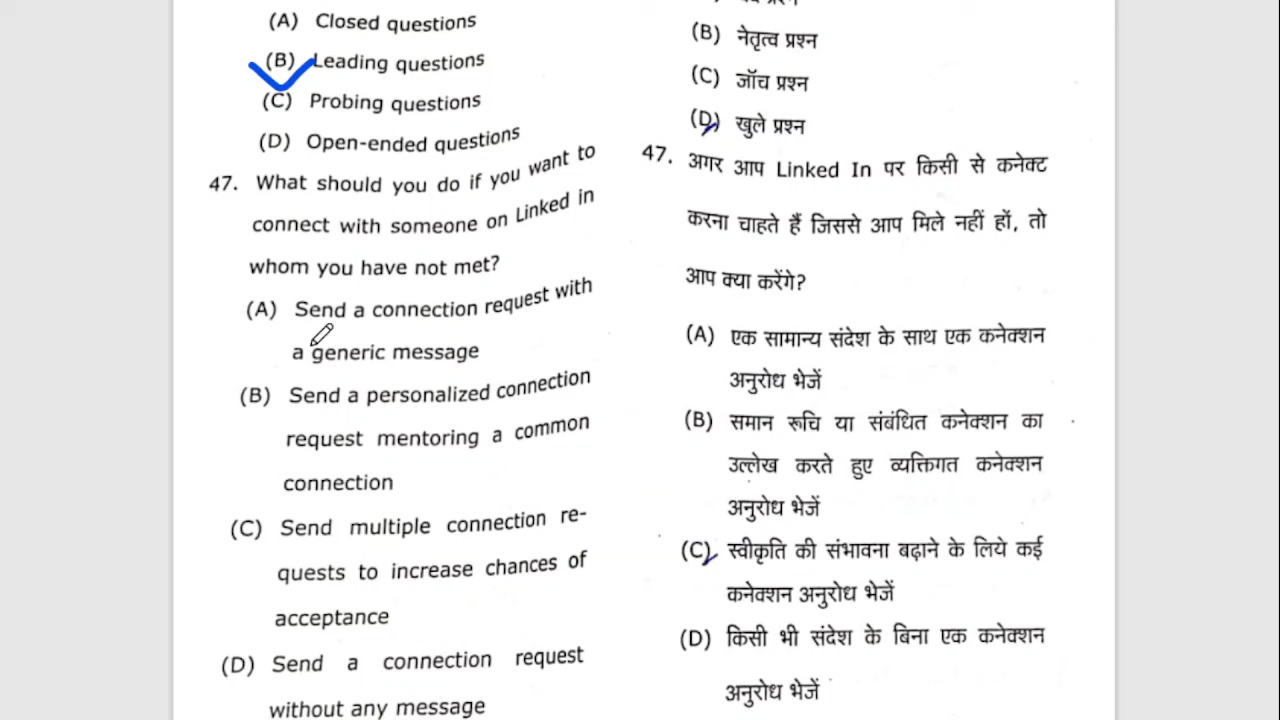 (A) Closed questions
(B) Leading questions
(C) Probing questions
(D) Open-ended questions
47. What should you do if you want to
connect with someone on Linked in
whom you have not met?
(A) Send a connection request with
a generic message
(B) Send a personalized connection
request mentoring a common
connection
(C) Send multiple connection re-
quests to increase chances of
acceptance
(D) Send a connection request
without any message
(B) नेतृत्व प्रश्न
(C) जाँच प्रश्न
(D) खुले प्रश्न
47. अगर आप Linked In पर किसी से कनेक्ट
करना चाहते हैं जिससे आप मिले नहीं हों, तो
आप क्या करेंगे?
(A) एक सामान्य संदेश के साथ एक कनेक्शन
अनुरोध भेजें
(B) समान रूचि या संबंधित कनेक्शन का
उल्लेख करते हुए व्यक्तिगत कनेक्शन
अनुरोध भेजें
(C) स्वीकृति की संभावना बढ़ाने के लिये कई
कनेक्शन अनुरोध भेजें
(D) किसी भी संदेश के बिना एक कनेक्शन
अनुरोध भेजें